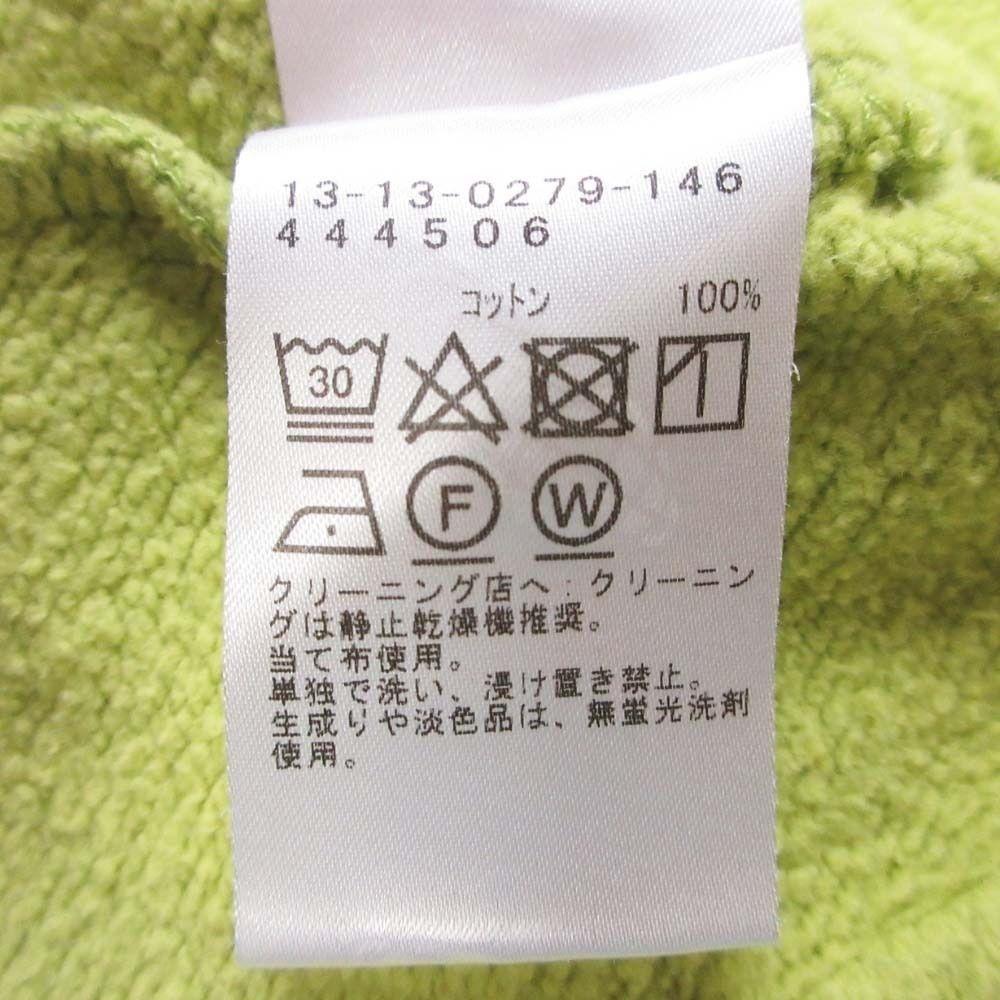 13-13-0279-146
444506
コットン 100%
30
F W
クリーニング店へ:クリーニン
グは静止乾燥機推奨。
当て布使用。
単独で洗い、浸け置き禁止。
生成りや淡色品は、無蛍光洗剤
使用。